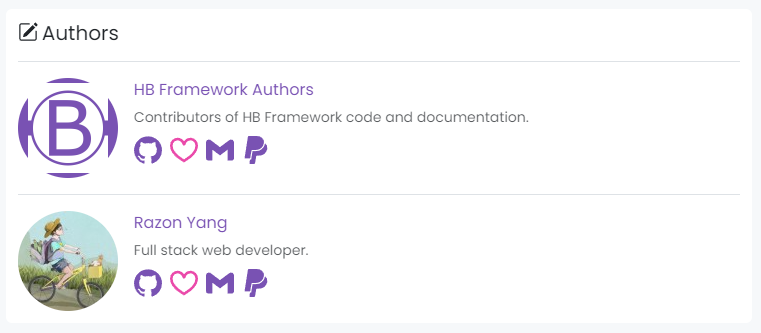 Authors
HB Framework Authors
B
Contributors of HB Framework code and documentation.
Razon Yang
Full stack web developer.